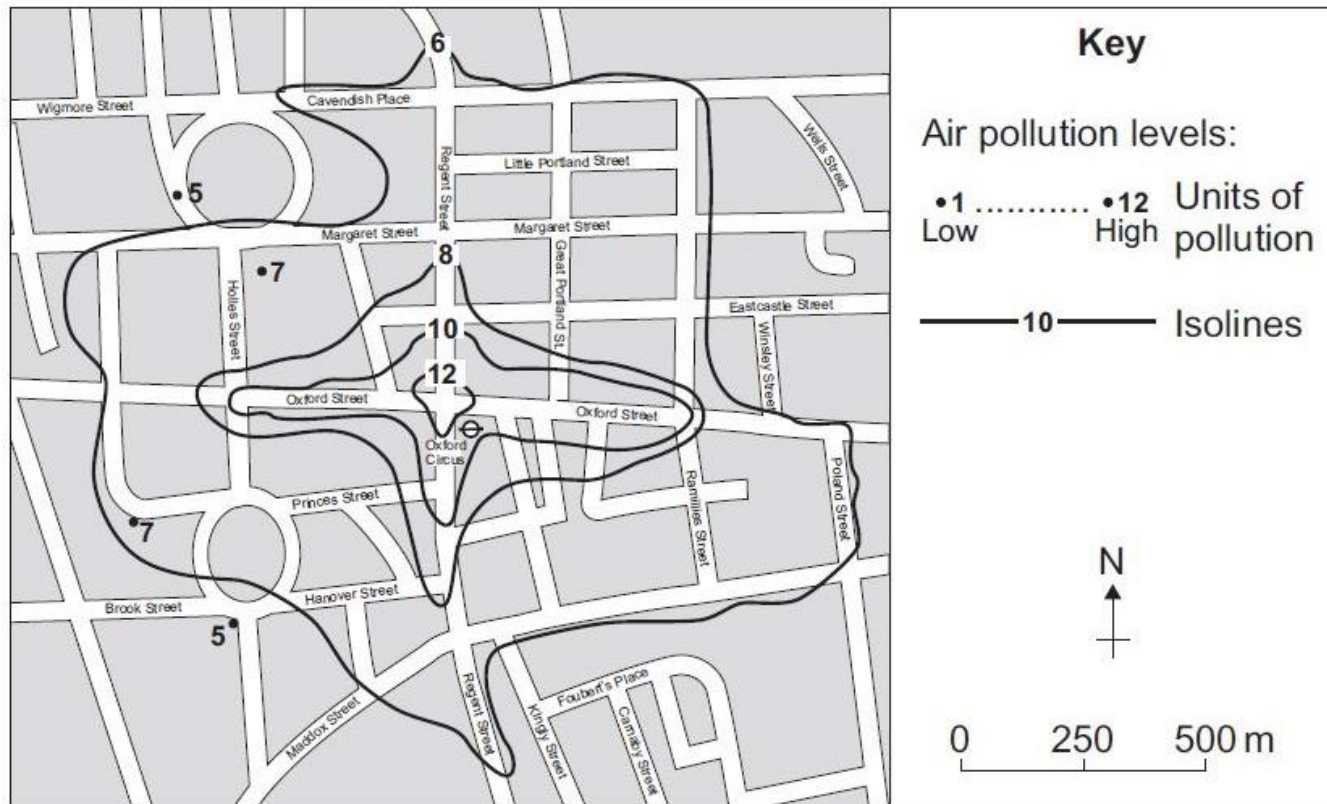 6
Wigmore Street
Cavendish Place
Wells Street
Little Portland Street
Regent Street
5
Margaret Street
Margaret Street
8
Great Portland St.
7
Holles Street
Eastcastle Street
10
Winsley Street
12
Oxford Street
Oxford Street
Oxford
Circus
Poland Street
Ramillies Street
Princes Street
7
Hanover Street
Brook Street
5
Foubert's Place
Regent Street
Maddox Street
Kingly Street
Carnaby Street
Key
Air pollution levels:
•1 ........... •12 Units of
Low High pollution
10 Isolines
N
0 250 500 m